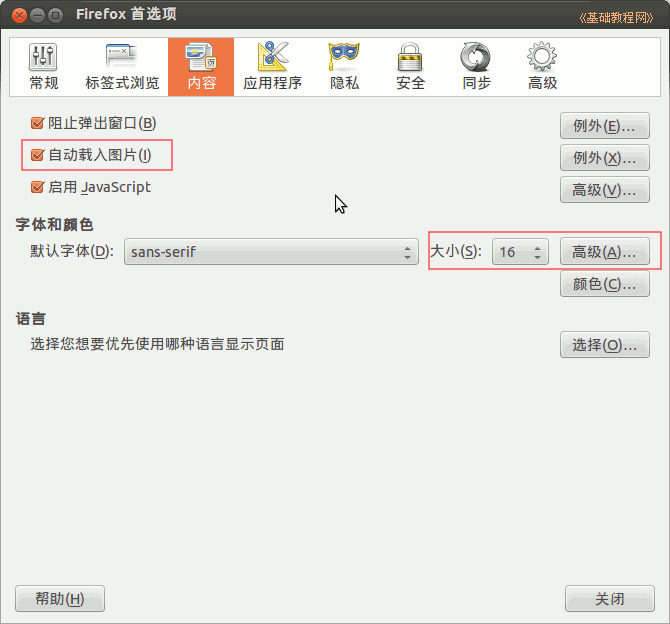 Firefox 首选项
《基础教程网》
常规 标签式浏览 内容 应用程序 隐私 安全 同步 高级
阻止弹出窗口(B) 例外(E)...
自动载入图片(I) 例外(X)...
启用 JavaScript 高级(V)...
字体和颜色
默认字体(D): sans-serif 大小(S): 16 高级(A)...
颜色(C)...
语言
选择您想要优先使用哪种语言显示页面 选择(O)...
帮助(H) 关闭